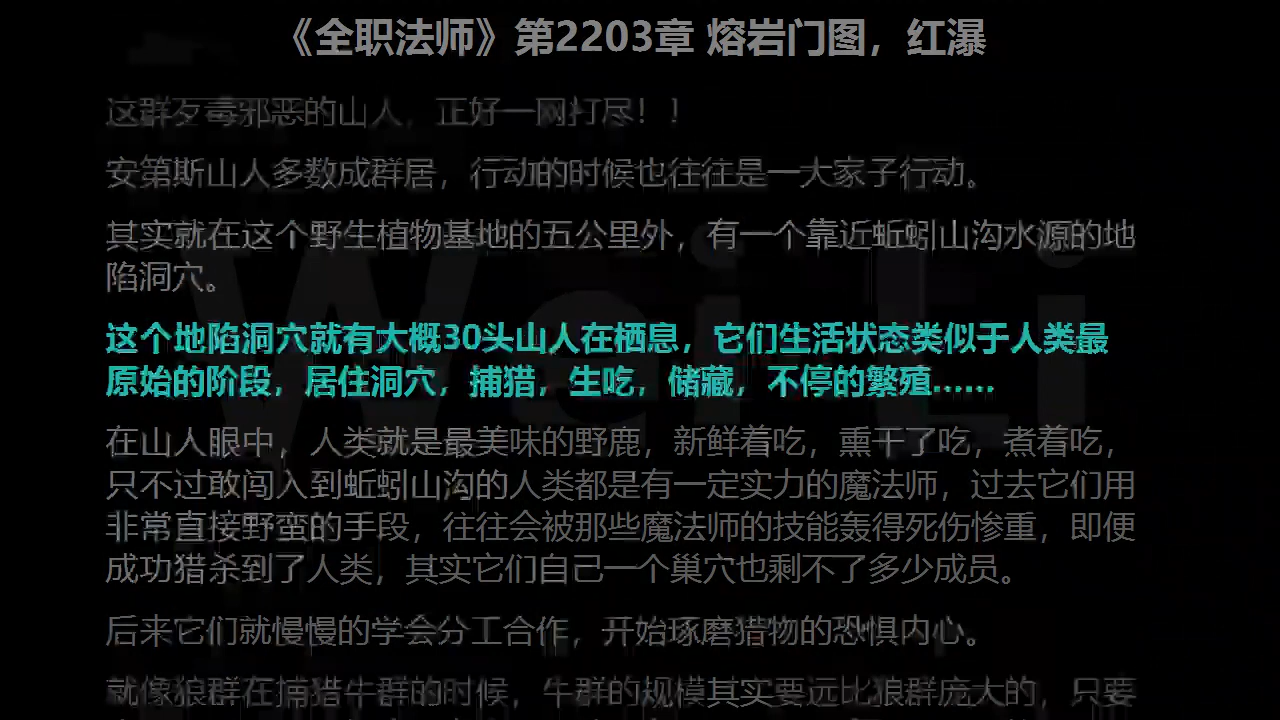 《全职法师》第2203章 熔岩门图，红瀑
这群歹毒邪恶的山人，正好一网打尽！！
安第斯山人多数成群居，行动的时候也往往是一大家子行动。
其实就在这个野生植物基地的五公里外，有一个靠近蚯蚓山沟水源的地
陷洞穴。
这个地陷洞穴就有大概30头山人在栖息，它们生活状态类似于人类最
原始的阶段，居住洞穴，捕猎，生吃，储藏，不停的繁殖……
在山人眼中，人类就是最美味的野鹿，新鲜着吃，熏干了吃，煮着吃，
只不过敢闯入到蚯蚓山沟的人类都是有一定实力的魔法师，过去它们用
非常直接野蛮的手段，往往会被那些魔法师的技能轰得死伤惨重，即便
成功猎杀到了人类，其实它们自己一个巢穴也剩不了多少成员。
后来它们就慢慢的学会分工合作，开始琢磨猎物的恐惧内心。
就像狼群在捕猎牛群的时候，牛群的规模其实要远比狼群庞大的，只要
Wei Li